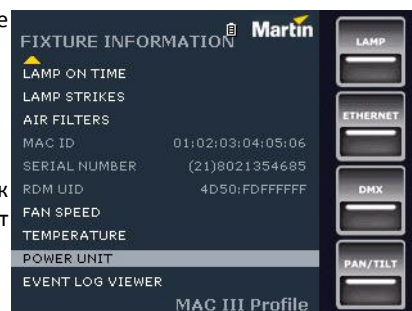 е
Martin
FIXTURE INFORMATION
LAMP ON TIME
LAMP STRIKES
AIR FILTERS
MAC ID 01:02:03:04:05:06
SERIAL NUMBER (21)8021354685
к
RDM UID 4D50:FDFFFFFF
т
FAN SPEED
TEMPERATURE
POWER UNIT
EVENT LOG VIEWER
MAC III Profile
LAMP
ETHERNET
DMX
PAN/TILT